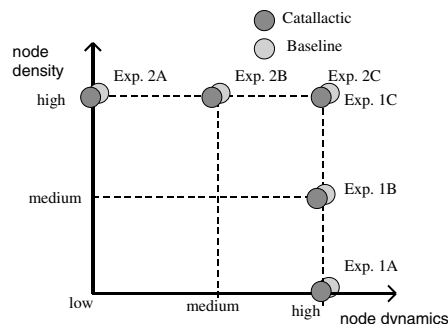 Catallactic
Baseline
node
density
Exp. 2A
Exp. 2B
Exp. 2C
high
Exp. 1C
medium
Exp. 1B
Exp. 1A
low
medium
high
node dynamics